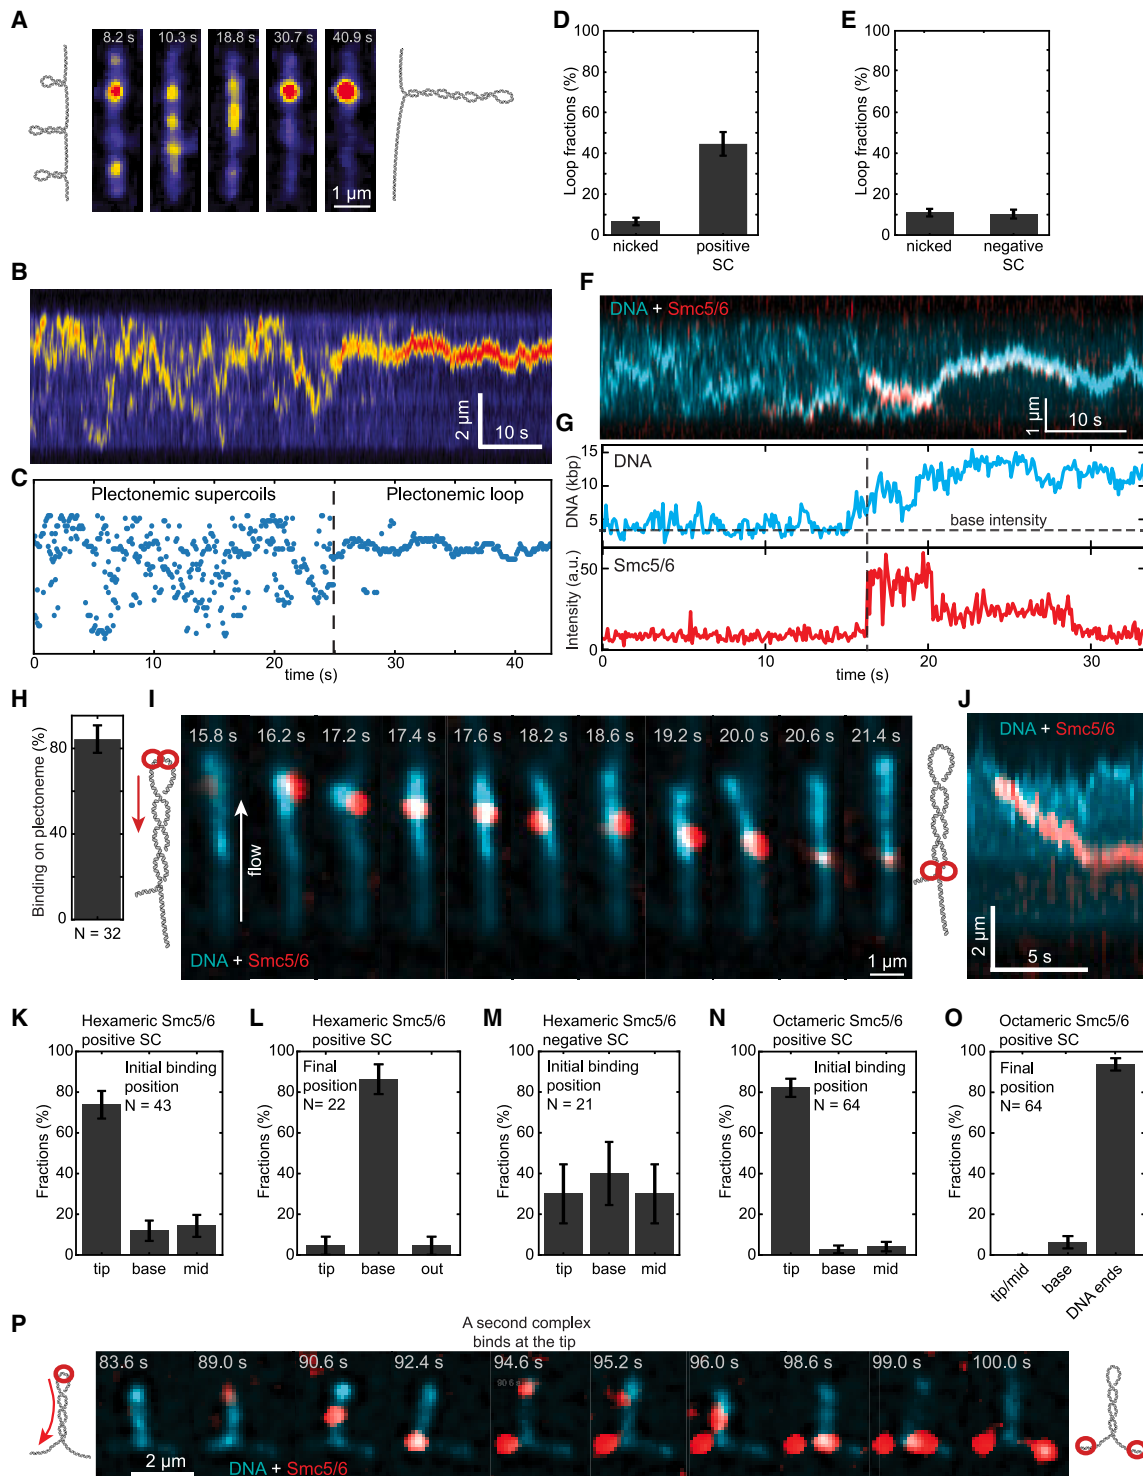 A
8.2 s
10.3 s
18.8 s
30.7 s
40.9 s
1 µm
D
Loop fractions (%)
100
80
60
40
20
0
nicked
positive
SC
E
Loop fractions (%)
100
80
60
40
20
0
nicked
negative
SC
B
2 µm
10 s
C
Plectonemic supercoils
Plectonemic loop
0
10
20
30
40
time (s)
F
DNA + Smc5/6
1 µm
10 s
G
DNA (kbp)
15
10
5
DNA
base intensity
Intensity (a.u.)
50
0
Smc5/6
0
10
20
30
time (s)
H
Binding on plectoneme (%)
80
40
0
N = 32
I
15.8 s
16.2 s
17.2 s
17.4 s
17.6 s
18.2 s
18.6 s
19.2 s
20.0 s
20.6 s
21.4 s
flow
DNA + Smc5/6
1 µm
J
DNA + Smc5/6
2 µm
5 s
K
Hexameric Smc5/6
positive SC
Initial binding
position
N = 43
Fractions (%)
100
80
60
40
20
0
tip
base
mid
L
Hexameric Smc5/6
positive SC
Final
position
N= 22
Fractions (%)
100
80
60
40
20
0
tip
base
out
M
Hexameric Smc5/6
negative SC
Initial binding
position
N = 21
Fractions (%)
100
80
60
40
20
0
tip
base
mid
N
Octameric Smc5/6
positive SC
Initial binding
position
N = 64
Fractions (%)
100
80
60
40
20
0
tip
base
mid
O
Octameric Smc5/6
positive SC
Final
position
N= 64
Fractions (%)
100
80
60
40
20
0
tip/mid
base
DNA ends
P
A second complex
binds at the tip
83.6 s
89.0 s
90.6 s
92.4 s
94.6 s
95.2 s
96.0 s
98.6 s
99.0 s
100.0 s
2 µm
DNA + Smc5/6